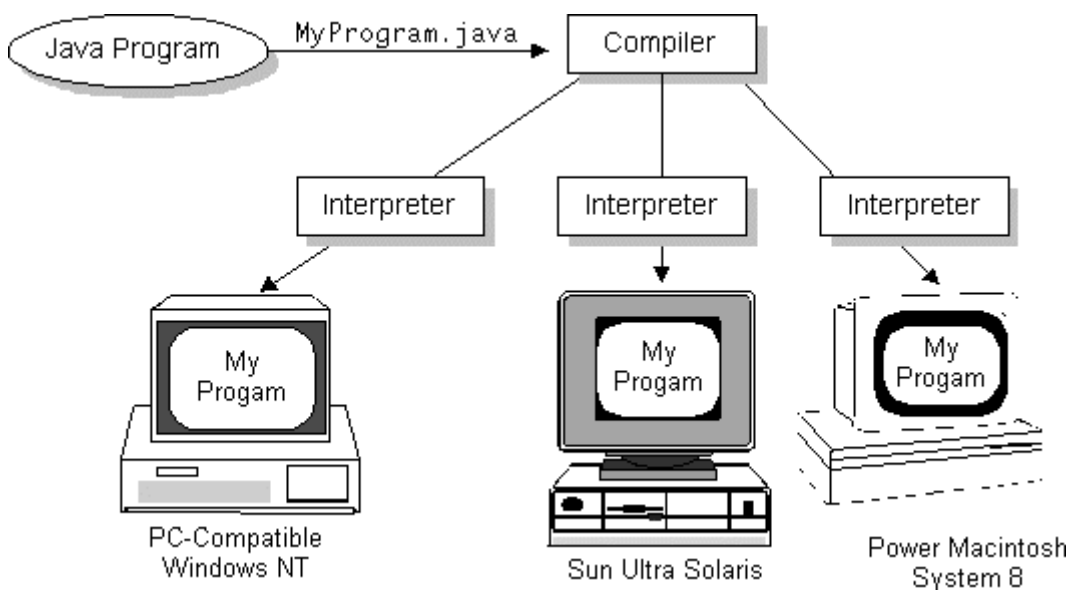 Java Program
MyProgram.java
Compiler
Interpreter
Interpreter
Interpreter
My
Progam
My
Progam
My
Progam
PC-Compatible
Windows NT
Sun Ultra Solaris
Power Macintosh
System 8